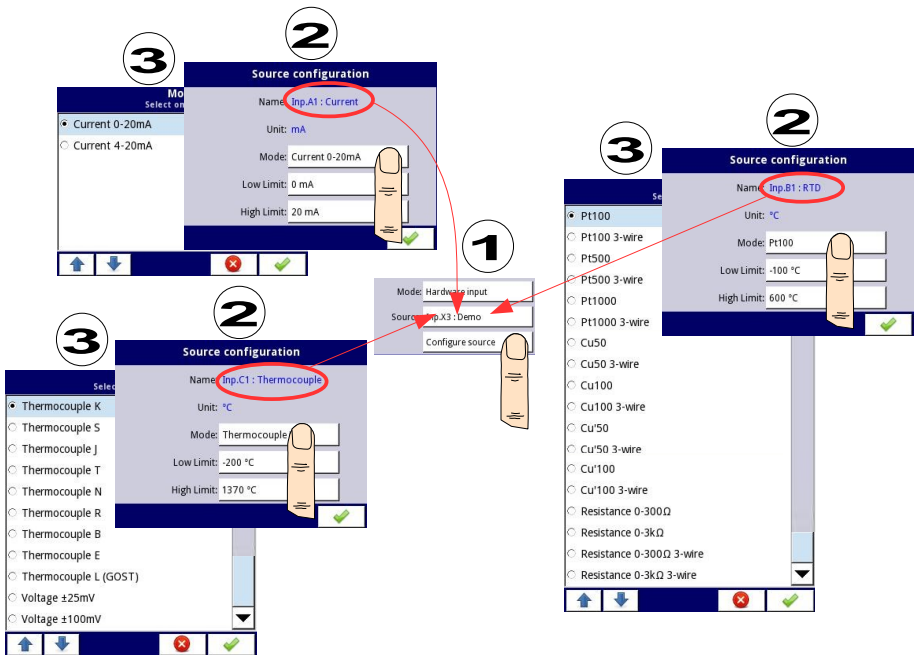 3
Mo
Select on
Current 0-20mA
Current 4-20mA
2
Source configuration
Name: Inp.A1 : Current
Unit: mA
Mode: Current 0-20mA
Low Limit: 0 mA
High Limit: 20 mA
1
Mode: Hardware input
Source: Inp.X3 : Demo
Configure source
3
Se
Pt100
Pt100 3-wire
Pt500
Pt500 3-wire
Pt1000
Pt1000 3-wire
Cu50
Cu50 3-wire
Cu100
Cu100 3-wire
Cu'50
Cu'50 3-wire
Cu'100
Cu'100 3-wire
Resistance 0-300Ω
Resistance 0-3kΩ
Resistance 0-300Ω 3-wire
Resistance 0-3kΩ 3-wire
2
Source configuration
Name: Inp.B1 : RTD
Unit: °C
Mode: Pt100
Low Limit: -100 °C
High Limit: 600 °C
3
Selec
Thermocouple K
Thermocouple S
Thermocouple J
Thermocouple T
Thermocouple N
Thermocouple R
Thermocouple B
Thermocouple E
Thermocouple L (GOST)
Voltage ±25mV
Voltage ±100mV
2
Source configuration
Name: Inp.C1 : Thermocouple
Unit: °C
Mode: Thermocouple
Low Limit: -200 °C
High Limit: 1370 °C